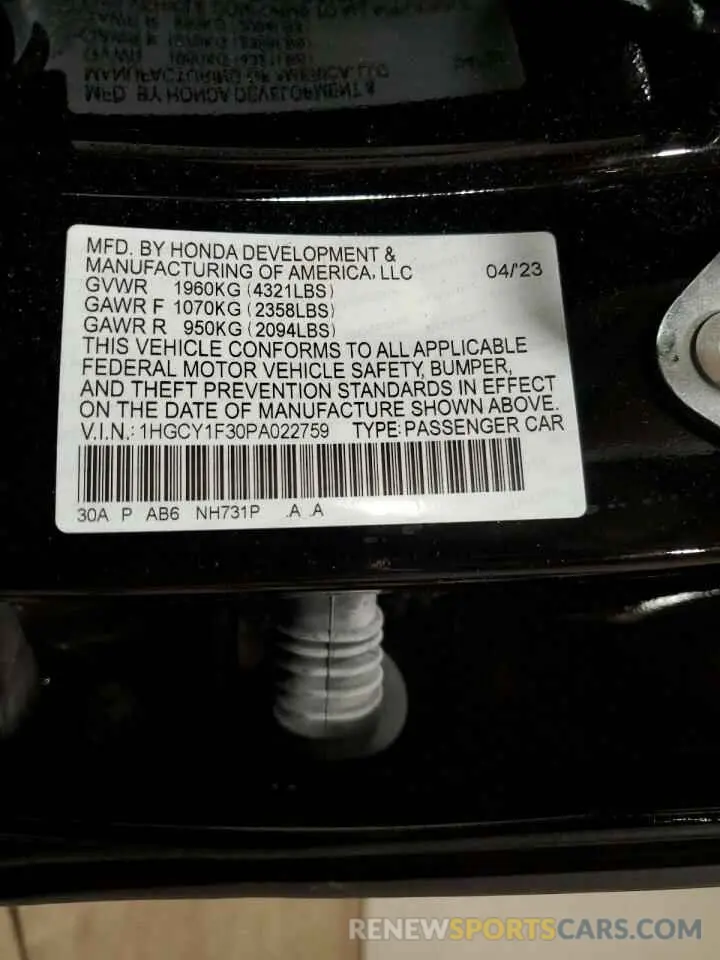 MFD. BY HONDA DEVELOPMENT &
MANUFACTURING OF AMERICA, LLC 04/'23
GVWR 1960KG (4321LBS)
GAWR F 1070KG (2358LBS)
GAWR R 950KG (2094LBS)
THIS VEHICLE CONFORMS TO ALL APPLICABLE
FEDERAL MOTOR VEHICLE SAFETY, BUMPER,
AND THEFT PREVENTION STANDARDS IN EFFECT
ON THE DATE OF MANUFACTURE SHOWN ABOVE.
V.I.N.: 1HGCY1F30PA022759 TYPE: PASSENGER CAR
30A P AB6 NH731P .A .A
RENEWSPORTSCARS.COM